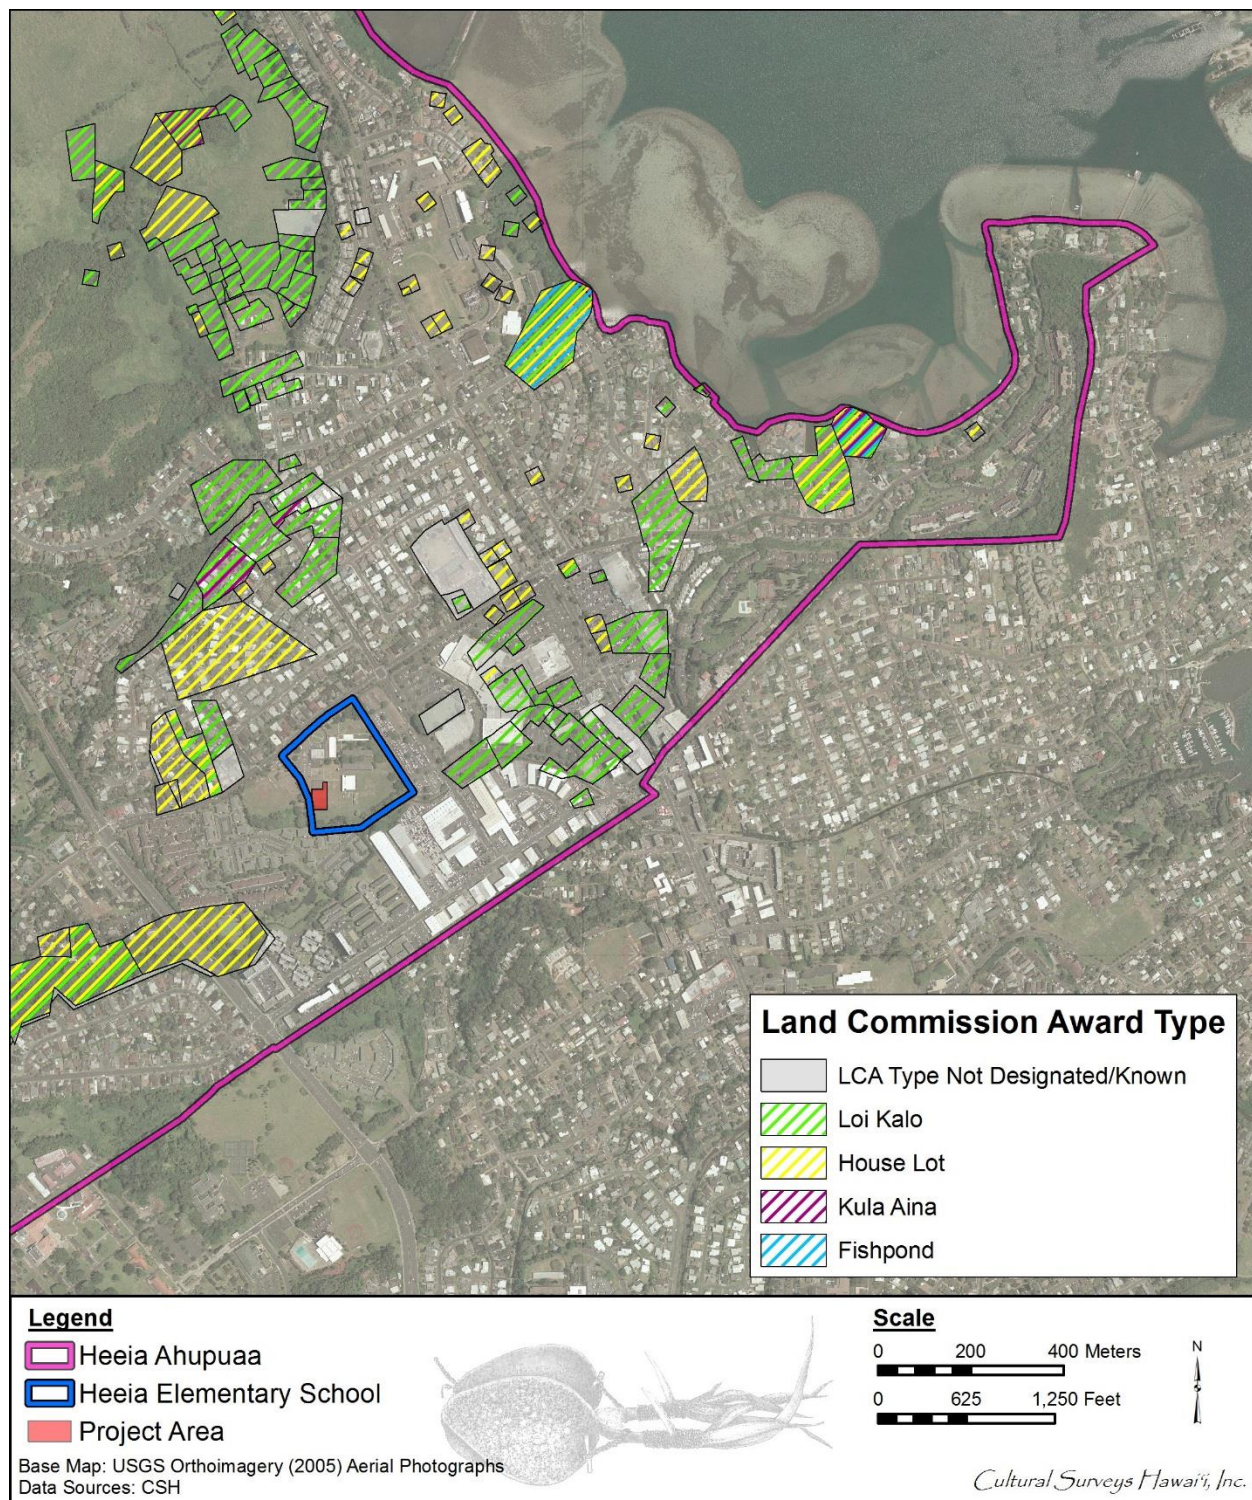 Land Commission Award Type
LCA Type Not Designated/Known
Loi Kalo
House Lot
Kula Aina
Fishpond
Legend
Heeia Ahupuaa
Heeia Elementary School
Project Area
Base Map: USGS Orthoimagery (2005) Aerial Photographs
Data Sources: CSH
Scale
0 200 400 Meters
0 625 1,250 Feet
N
Cultural Surveys Hawaiʻi, Inc.